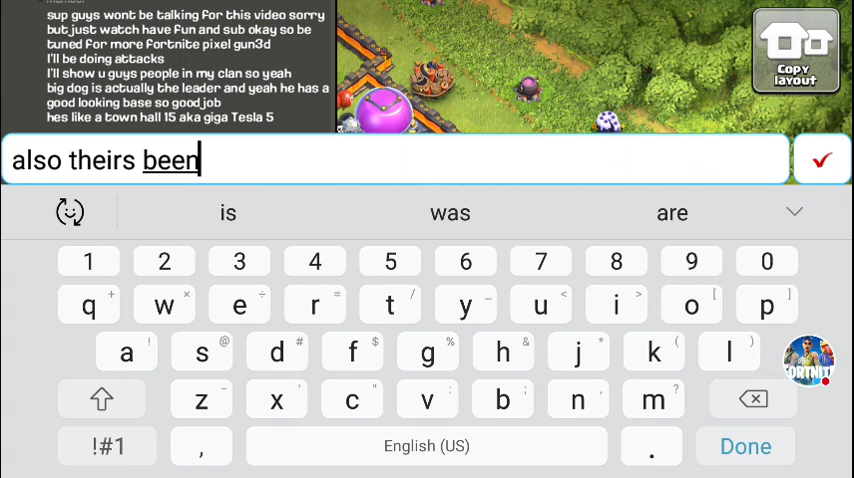 sup guys wont be talking for this video sorry
but just watch have fun and sub okay so be
tuned for more fortnite pixel gun3d
I'll be doing attacks
I'll show u guys people in my clan so yeah
big dog is actually the leader and yeah he has a
good looking base so good job
hes like a town hall 15 aka giga Tesla 5
Copy
layout
also theirs been
is was are
1 2 3 4 5 6 7 8 9 0
q + w × e ÷ r = t / y _ u < i > o [ p ]
a ! s @ d # f $ g % h & j * k ( l )
FORTNITE
z - x ' c " v : b ; n , m ?
!#1 , English (US) . Done